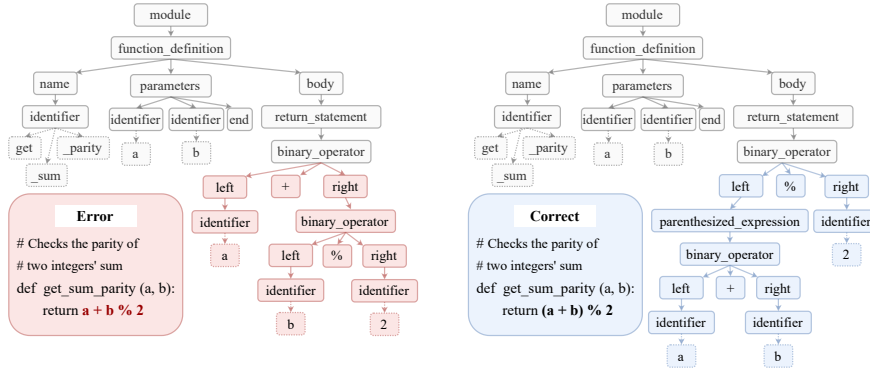 module
function_definition
name
parameters
body
identifier
identifier
identifier
end
return_statement
get
_parity
_sum
a
b
binary_operator
left
+
right
identifier
binary_operator
a
left
%
right
identifier
identifier
b
2
Error
# Checks the parity of
# two integers' sum
def get_sum_parity (a, b):
return a + b % 2
module
function_definition
name
parameters
body
identifier
identifier
identifier
end
return_statement
get
_parity
_sum
a
b
binary_operator
left
%
right
parenthesized_expression
identifier
binary_operator
2
left
+
right
identifier
identifier
a
b
Correct
# Checks the parity of
# two integers' sum
def get_sum_parity (a, b):
return (a + b) % 2